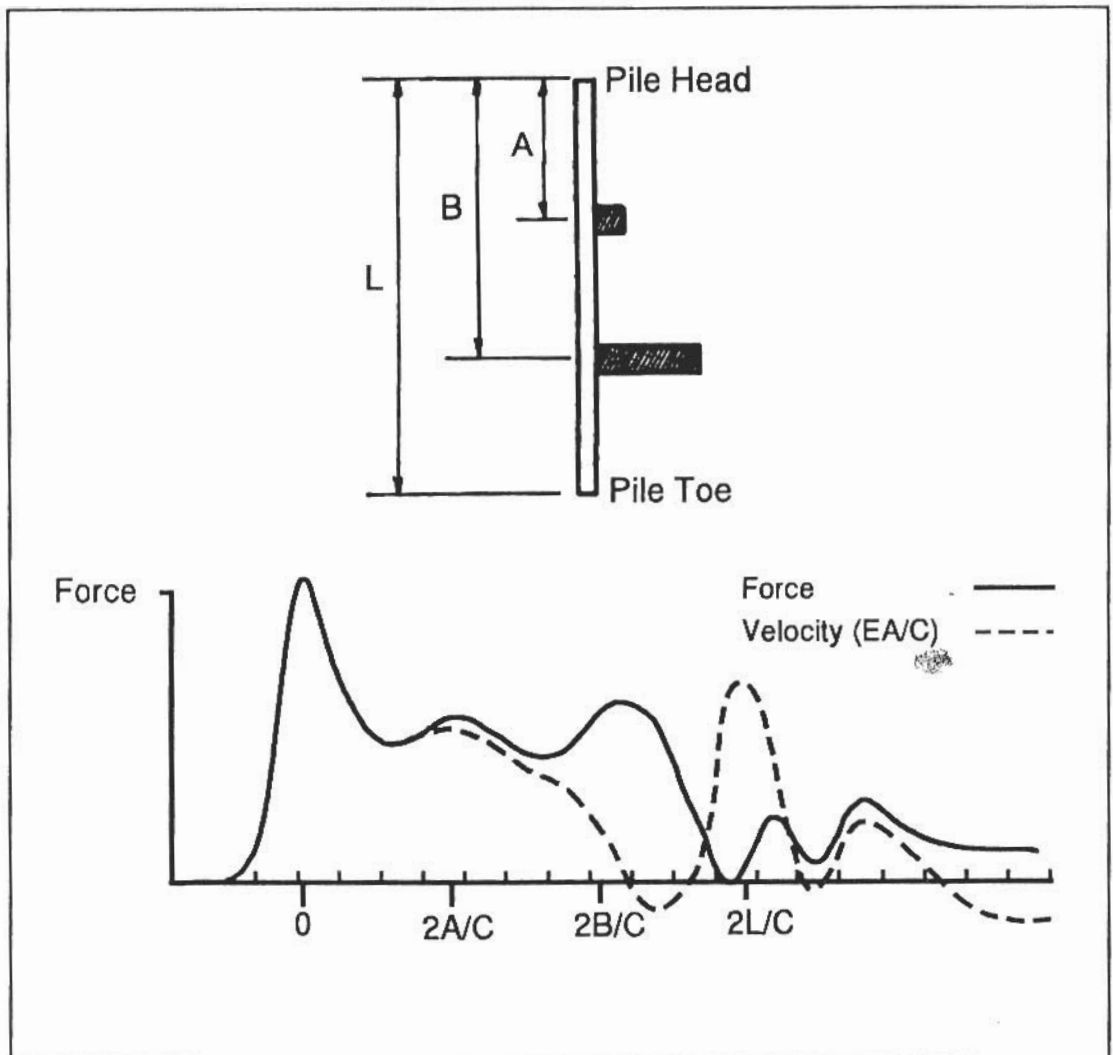 Pile Head
A
B
L
Pile Toe
Force
Force
Velocity (EA/C)
0 2A/C 2B/C 2L/C